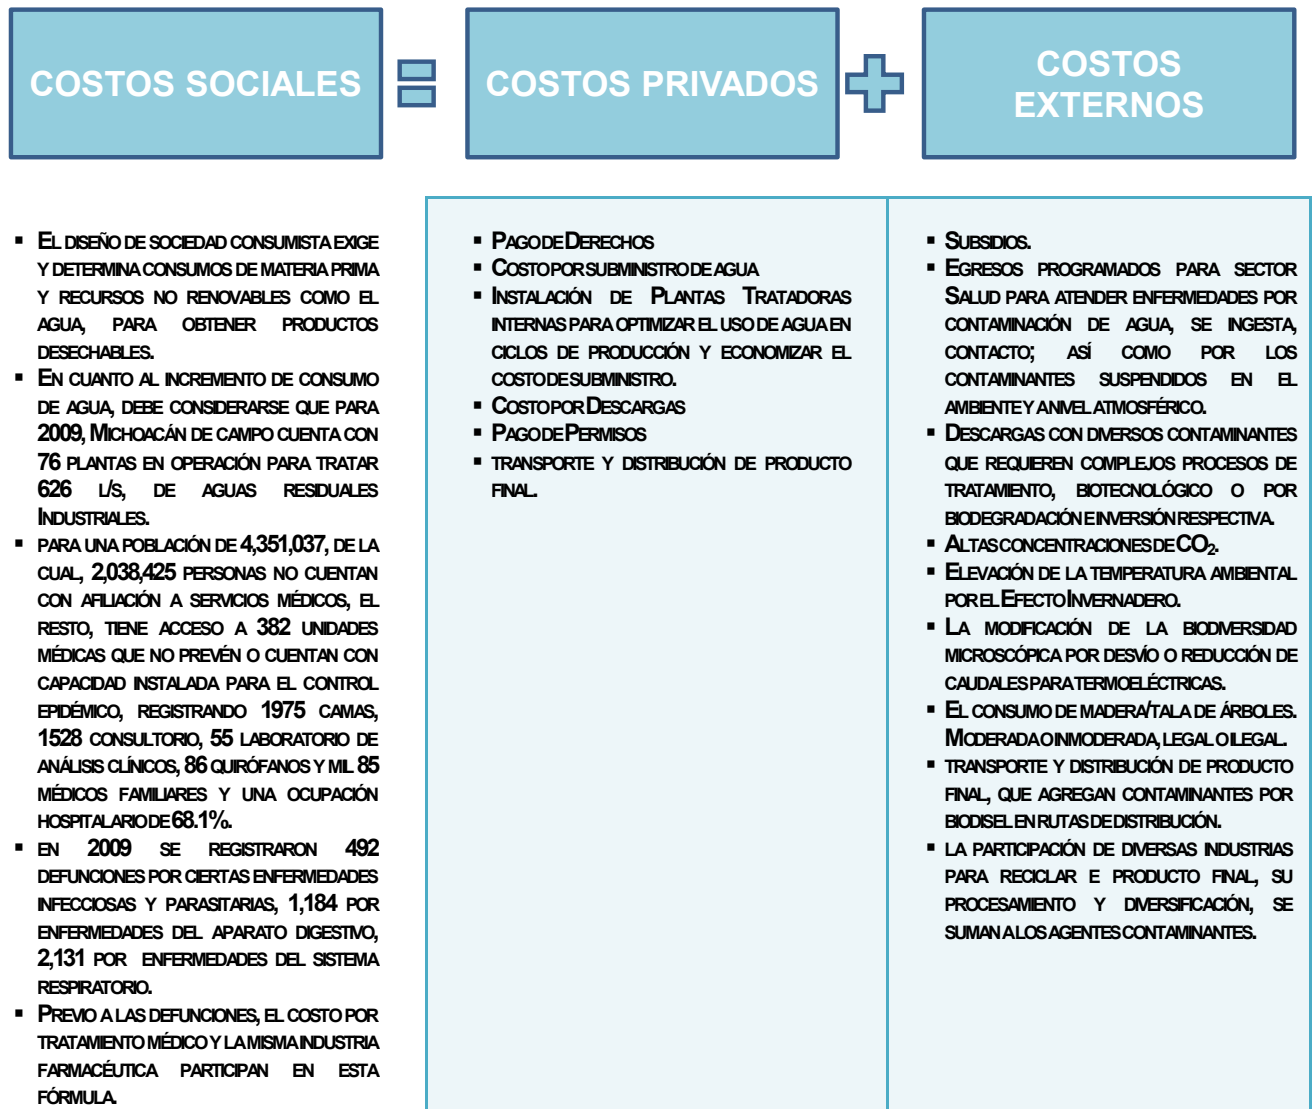 COSTOS SOCIALES
COSTOS PRIVADOS
COSTOS
EXTERNOS
▪ EL DISEÑO DE SOCIEDAD CONSUMISTA EXIGE
Y DETERMINA CONSUMOS DE MATERIA PRIMA
Y RECURSOS NO RENOVABLES COMO EL
AGUA, PARA OBTENER PRODUCTOS
DESECHABLES.
▪ EN CUANTO AL INCREMENTO DE CONSUMO
DE AGUA, DEBE CONSIDERARSE QUE PARA
2009, MICHOACÁN DE CAMPO CUENTA CON
76 PLANTAS EN OPERACIÓN PARA TRATAR
626 L/S, DE AGUAS RESIDUALES
INDUSTRIALES.
▪ PARA UNA POBLACIÓN DE 4,351,037, DE LA
CUAL, 2,038,425 PERSONAS NO CUENTAN
CON AFILIACIÓN A SERVICIOS MÉDICOS, EL
RESTO, TIENE ACCESO A 382 UNIDADES
MÉDICAS QUE NO PREVÉN O CUENTAN CON
CAPACIDAD INSTALADA PARA EL CONTROL
EPIDÉMICO, REGISTRANDO 1975 CAMAS,
1528 CONSULTORIO, 55 LABORATORIO DE
ANÁLISIS CLÍNICOS, 86 QUIRÓFANOS Y MIL 85
MÉDICOS FAMILIARES Y UNA OCUPACIÓN
HOSPITALARIO DE 68.1%.
▪ EN 2009 SE REGISTRARON 492
DEFUNCIONES POR CIERTAS ENFERMEDADES
INFECCIOSAS Y PARASITARIAS, 1,184 POR
ENFERMEDADES DEL APARATO DIGESTIVO,
2,131 POR ENFERMEDADES DEL SISTEMA
RESPIRATORIO.
▪ PREVIO A LAS DEFUNCIONES, EL COSTO POR
TRATAMIENTO MÉDICO Y LA MISMA INDUSTRIA
FARMACÉUTICA PARTICIPAN EN ESTA
FÓRMULA.
▪ PAGO DE DERECHOS
▪ COSTO POR SUBMINISTRO DE AGUA
▪ INSTALACIÓN DE PLANTAS TRATADORAS
INTERNAS PARA OPTIMIZAR EL USO DE AGUA EN
CICLOS DE PRODUCCIÓN Y ECONOMIZAR EL
COSTO DE SUBMINISTRO.
▪ COSTO POR DESCARGAS
▪ PAGO DE PERMISOS
▪ TRANSPORTE Y DISTRIBUCIÓN DE PRODUCTO
FINAL.
▪ SUBSIDIOS.
▪ EGRESOS PROGRAMADOS PARA SECTOR
SALUD PARA ATENDER ENFERMEDADES POR
CONTAMINACIÓN DE AGUA, SE INGESTA,
CONTACTO; ASÍ COMO POR LOS
CONTAMINANTES SUSPENDIDOS EN EL
AMBIENTE Y A NIVEL ATMOSFÉRICO.
▪ DESCARGAS CON DIVERSOS CONTAMINANTES
QUE REQUIEREN COMPLEJOS PROCESOS DE
TRATAMIENTO, BIOTECNOLÓGICO O POR
BIODEGRADACIÓN E INVERSIÓN RESPECTIVA.
▪ ALTAS CONCENTRACIONES DE CO₂.
▪ ELEVACIÓN DE LA TEMPERATURA AMBIENTAL
POR EL EFECTO INVERNADERO.
▪ LA MODIFICACIÓN DE LA BIODIVERSIDAD
MICROSCÓPICA POR DESVÍO O REDUCCIÓN DE
CAUDALES PARA TERMOELÉCTRICAS.
▪ EL CONSUMO DE MADERA/TALA DE ÁRBOLES.
MODERADA O INMODERADA, LEGAL O ILEGAL.
▪ TRANSPORTE Y DISTRIBUCIÓN DE PRODUCTO
FINAL, QUE AGREGAN CONTAMINANTES POR
BIODISEL EN RUTAS DE DISTRIBUCIÓN.
▪ LA PARTICIPACIÓN DE DIVERSAS INDUSTRIAS
PARA RECICLAR E PRODUCTO FINAL, SU
PROCESAMIENTO Y DIVERSIFICACIÓN, SE
SUMAN A LOS AGENTES CONTAMINANTES.